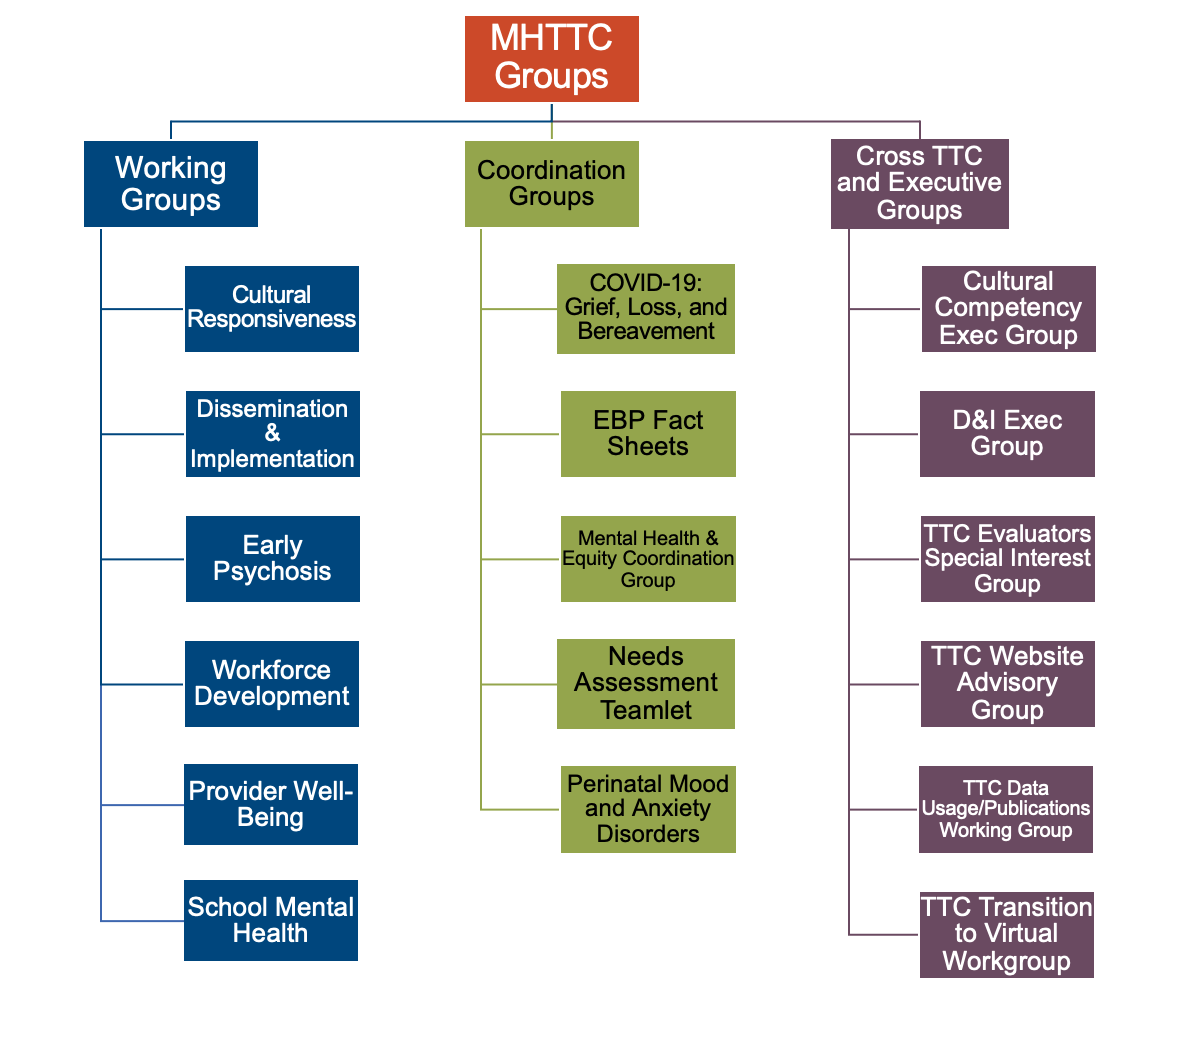 MHTTC
Groups
Working
Groups
Cultural
Responsiveness
Dissemination
&
Implementation
Early
Psychosis
Workforce
Development
Provider Well-
Being
School Mental
Health
Coordination
Groups
COVID-19:
Grief, Loss, and
Bereavement
EBP Fact
Sheets
Mental Health &
Equity Coordination
Group
Needs
Assessment
Teamlet
Perinatal Mood
and Anxiety
Disorders
Cross TTC
and Executive
Groups
Cultural
Competency
Exec Group
D&I Exec
Group
TTC Evaluators
Special Interest
Group
TTC Website
Advisory
Group
TTC Data
Usage/Publications
Working Group
TTC Transition
to Virtual
Workgroup